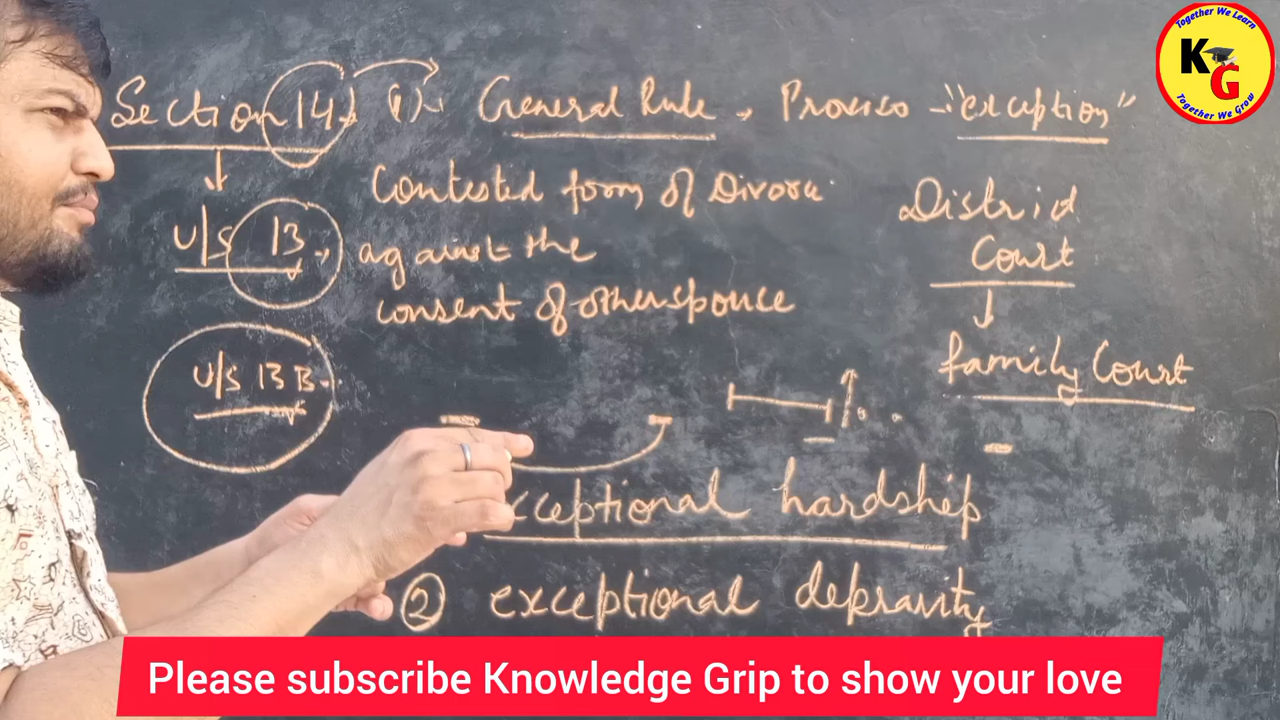 Together We Learn
KG
Together We Grow
Section 14 (1). General Rule, Proviso - "exception"
Contested form of Divorce
U/S 13 → against the
consent of other spouce
District
Court
Family Court
U/S 13 B
exceptional hardship
② exceptional depravity
Please subscribe Knowledge Grip to show your love